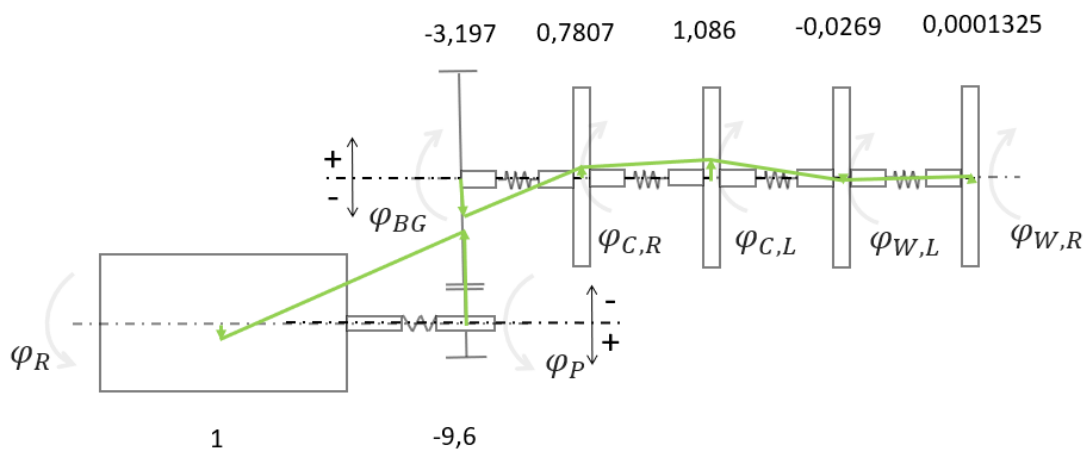 -3,197 0,7807 1,086 -0,0269 0,0001325
+
-
φ_BG φ_C,R φ_C,L φ_W,L φ_W,R
-
+
φ_R φ_P
1 -9,6